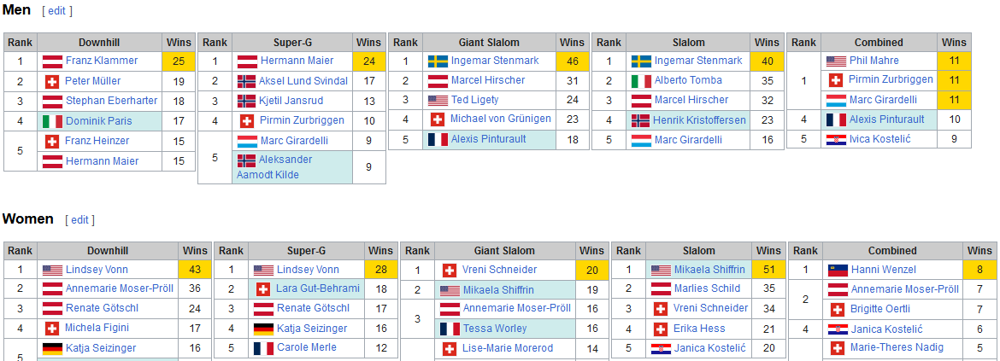 Men [ edit ]
Rank Downhill Wins
1 Franz Klammer 25
2 Peter Müller 19
3 Stephan Eberharter 18
4 Dominik Paris 17
5 Franz Heinzer 15
Hermann Maier 15
Rank Super-G Wins
1 Hermann Maier 24
2 Aksel Lund Svindal 17
3 Kjetil Jansrud 13
4 Pirmin Zurbriggen 10
5 Marc Girardelli 9
Aleksander
Aamodt Kilde 9
Rank Giant Slalom Wins
1 Ingemar Stenmark 46
2 Marcel Hirscher 31
3 Ted Ligety 24
4 Michael von Grünigen 23
5 Alexis Pinturault 18
Rank Slalom Wins
1 Ingemar Stenmark 40
2 Alberto Tomba 35
3 Marcel Hirscher 32
4 Henrik Kristoffersen 23
5 Marc Girardelli 16
Rank Combined Wins
1 Phil Mahre 11
Pirmin Zurbriggen 11
Marc Girardelli 11
4 Alexis Pinturault 10
5 Ivica Kostelić 9
Women [ edit ]
Rank Downhill Wins
1 Lindsey Vonn 43
2 Annemarie Moser-Pröll 36
3 Renate Götschl 24
4 Michela Figini 17
5 Katja Seizinger 16
Rank Super-G Wins
1 Lindsey Vonn 28
2 Lara Gut-Behrami 18
3 Renate Götschl 17
4 Katja Seizinger 16
5 Carole Merle 12
Rank Giant Slalom Wins
1 Vreni Schneider 20
2 Mikaela Shiffrin 19
3 Annemarie Moser-Pröll 16
Tessa Worley 16
Lise-Marie Morerod 14
Rank Slalom Wins
1 Mikaela Shiffrin 51
2 Marlies Schild 35
3 Vreni Schneider 34
4 Erika Hess 21
5 Janica Kostelić 20
Rank Combined Wins
1 Hanni Wenzel 8
2 Annemarie Moser-Pröll 7
Brigitte Oertli 7
4 Janica Kostelić 6
Marie-Theres Nadig 5